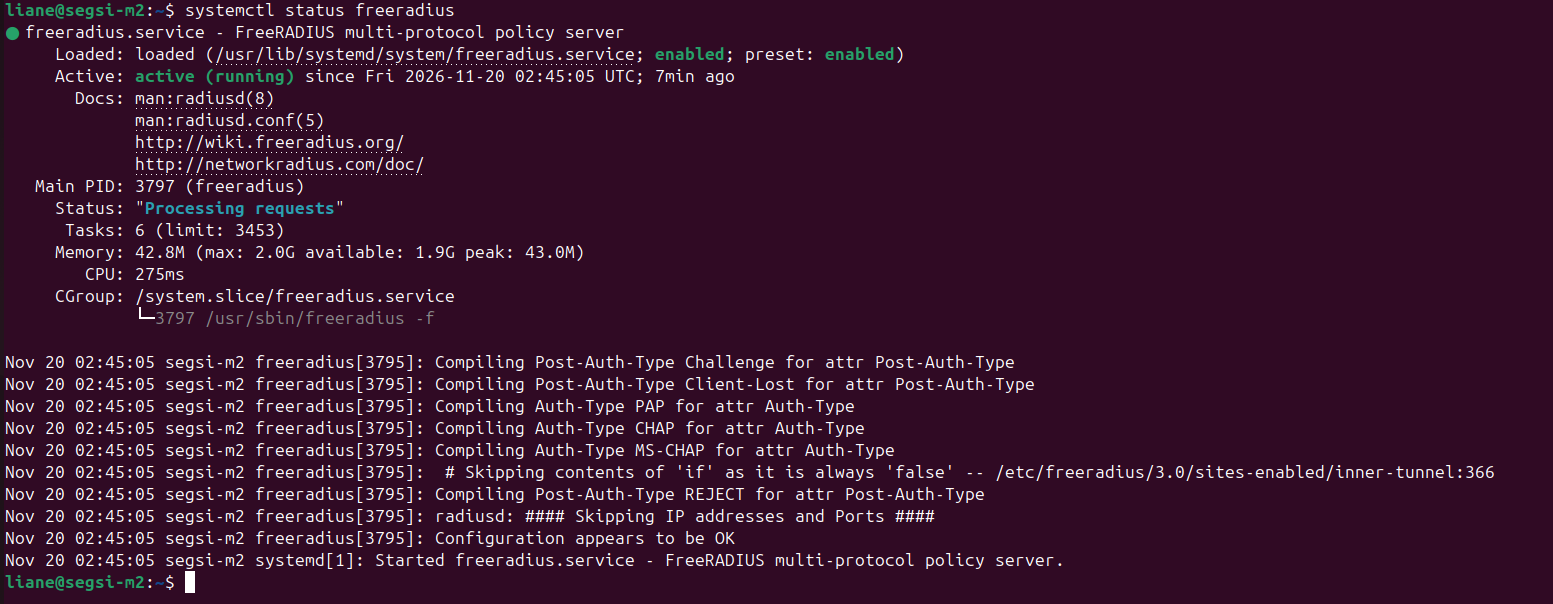 liane@segsi-m2:~$ systemctl status freeradius
● freeradius.service - FreeRADIUS multi-protocol policy server
     Loaded: loaded (/usr/lib/systemd/system/freeradius.service; enabled; preset: enabled)
     Active: active (running) since Fri 2026-11-20 02:45:05 UTC; 7min ago
       Docs: man:radiusd(8)
             man:radiusd.conf(5)
             http://wiki.freeradius.org/
             http://networkradius.com/doc/
   Main PID: 3797 (freeradius)
     Status: "Processing requests"
      Tasks: 6 (limit: 3453)
     Memory: 42.8M (max: 2.0G available: 1.9G peak: 43.0M)
        CPU: 275ms
     CGroup: /system.slice/freeradius.service
             └─3797 /usr/sbin/freeradius -f

Nov 20 02:45:05 segsi-m2 freeradius[3795]: Compiling Post-Auth-Type Challenge for attr Post-Auth-Type
Nov 20 02:45:05 segsi-m2 freeradius[3795]: Compiling Post-Auth-Type Client-Lost for attr Post-Auth-Type
Nov 20 02:45:05 segsi-m2 freeradius[3795]: Compiling Auth-Type PAP for attr Auth-Type
Nov 20 02:45:05 segsi-m2 freeradius[3795]: Compiling Auth-Type CHAP for attr Auth-Type
Nov 20 02:45:05 segsi-m2 freeradius[3795]: Compiling Auth-Type MS-CHAP for attr Auth-Type
Nov 20 02:45:05 segsi-m2 freeradius[3795]:  # Skipping contents of 'if' as it is always 'false' -- /etc/freeradius/3.0/sites-enabled/inner-tunnel:366
Nov 20 02:45:05 segsi-m2 freeradius[3795]: Compiling Post-Auth-Type REJECT for attr Post-Auth-Type
Nov 20 02:45:05 segsi-m2 freeradius[3795]: radiusd: #### Skipping IP addresses and Ports ####
Nov 20 02:45:05 segsi-m2 freeradius[3795]: Configuration appears to be OK
Nov 20 02:45:05 segsi-m2 systemd[1]: Started freeradius.service - FreeRADIUS multi-protocol policy server.
liane@segsi-m2:~$